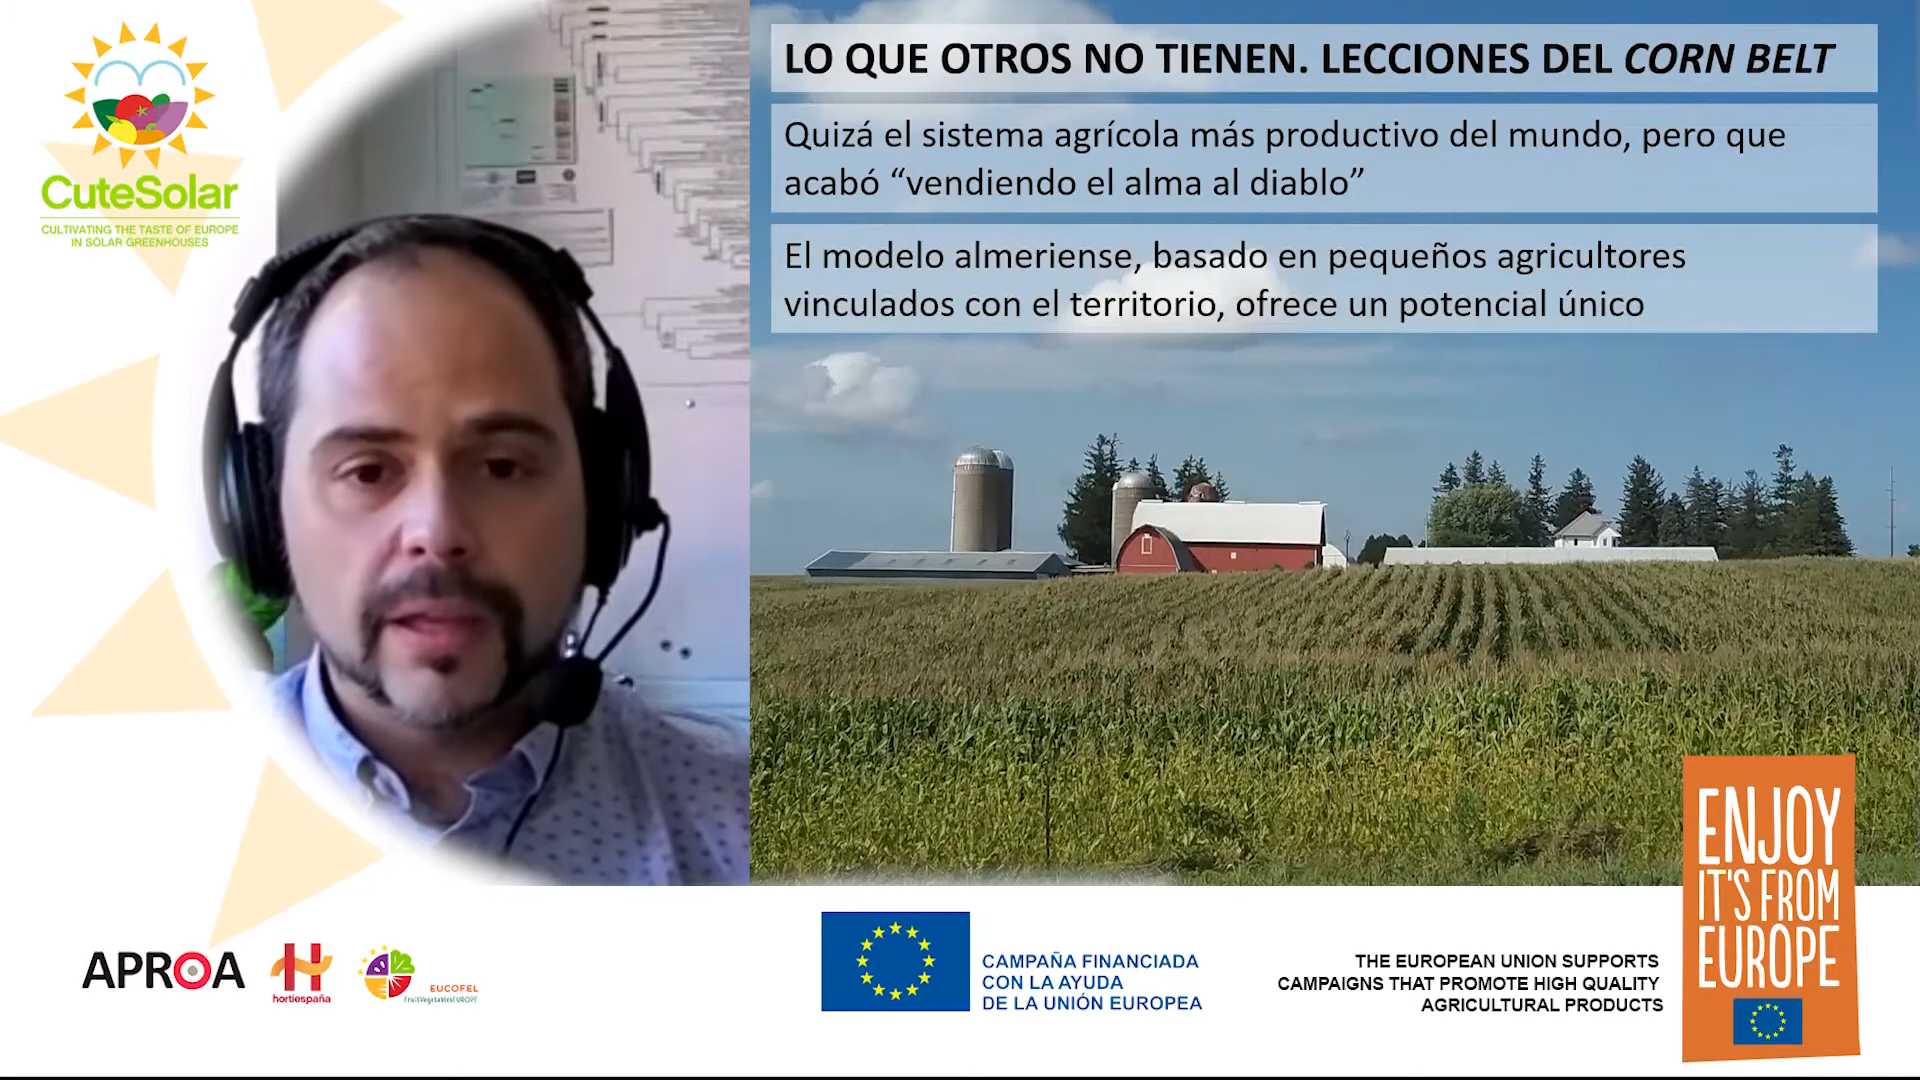 CuteSolar
CULTIVATING THE TASTE OF EUROPE
IN SOLAR GREENHOUSES
LO QUE OTROS NO TIENEN. LECCIONES DEL CORN BELT
Quizá el sistema agrícola más productivo del mundo, pero que
acabó “vendiendo el alma al diablo”
El modelo almeriense, basado en pequeños agricultores
vinculados con el territorio, ofrece un potencial único
APROA
hortiespaña
EUCOFEL
FruitVegetablesEUROPE
CAMPAÑA FINANCIADA
CON LA AYUDA
DE LA UNIÓN EUROPEA
THE EUROPEAN UNION SUPPORTS
CAMPAIGNS THAT PROMOTE HIGH QUALITY
AGRICULTURAL PRODUCTS
ENJOY
IT'S FROM
EUROPE